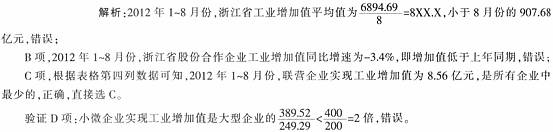 解析:2012 年 1~8 月份,浙江省工业增加值平均值为6894.69/8=8XX.X,小于 8 月份的 907.68
亿元,错误;
B 项,2012 年 1~8 月份,浙江省股份合作企业工业增加值同比增速为-3.4%,即增加值低于上年同期,错误;
C 项,根据表格第四列数据可知,2012 年 1~8 月份,联营企业实现工业增加值为 8.56 亿元,是所有企业中
最少的,正确,直接选 C。
验证 D 项:小微企业实现工业增加值是大型企业的389.52/249.29<400/200=2 倍,错误。